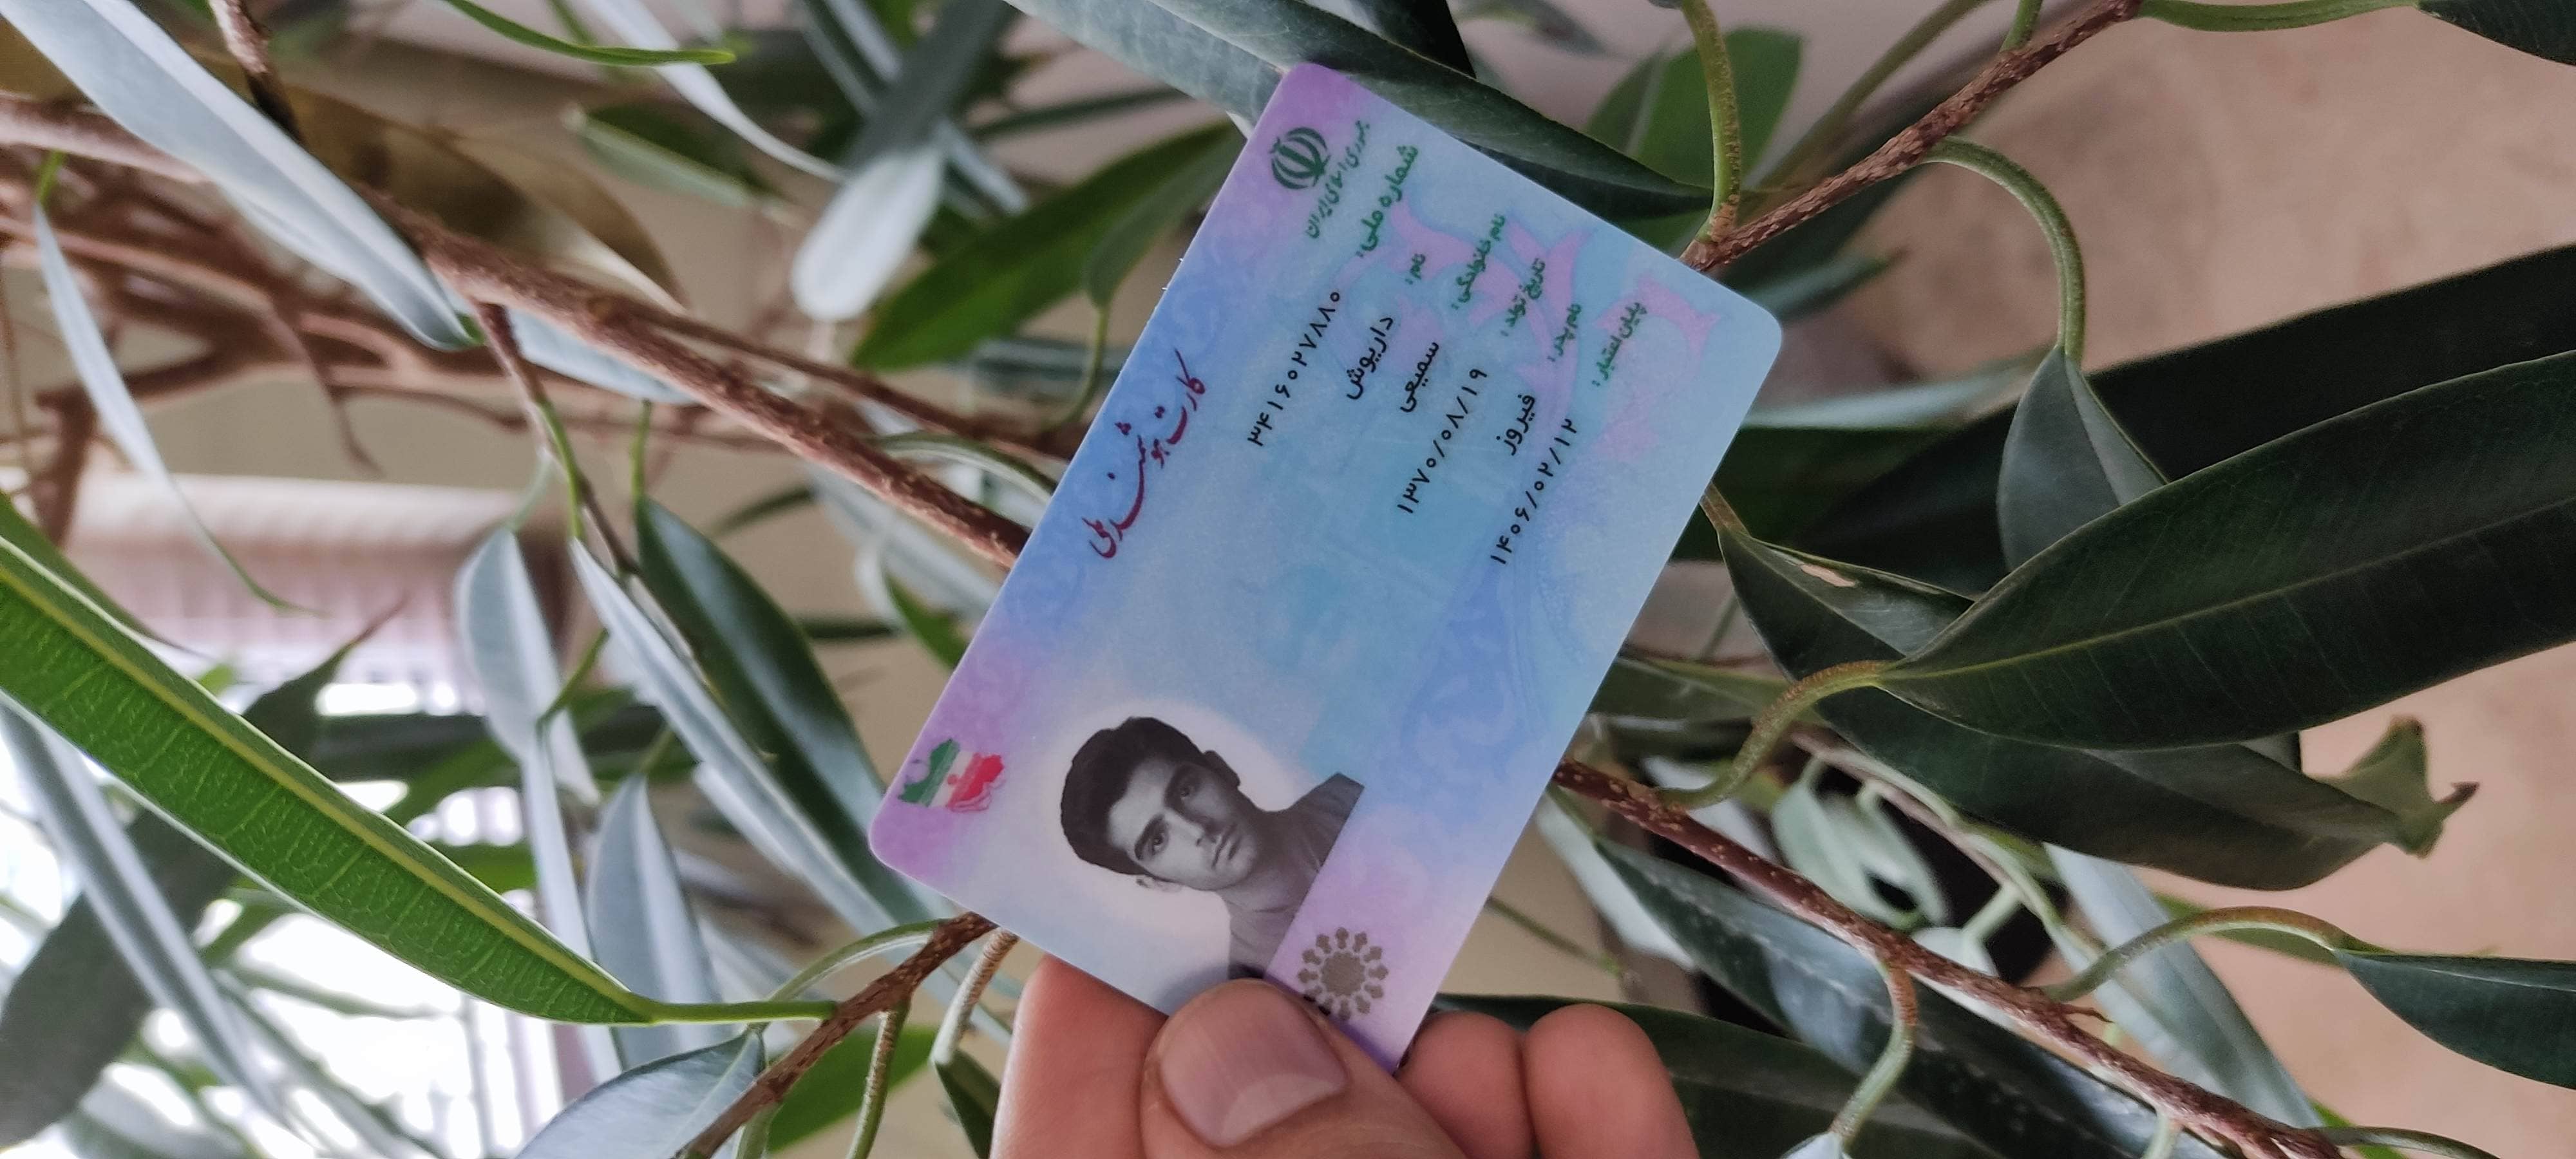 جمهوری اسلامی ایران
کارت هوشمند ملی
شماره ملی: ۳۴۱۶۰۲۷۸۸۰
نام: داریوش
نام خانوادگی: سمیعی
تاریخ تولد: ۱۳۷۰/۰۸/۱۹
نام پدر: فیروز
پایان اعتبار: ۱۴۰۶/۰۲/۱۲